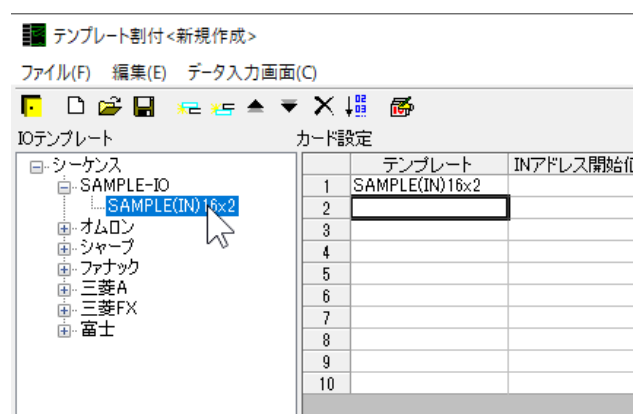 テンプレート割付<新規作成>
ファイル(F) 編集(E) データ入力画面(C)
IOテンプレート
カード設定
シーケンス
SAMPLE-IO
SAMPLE(IN)16x2
オムロン
シャープ
ファナック
三菱A
三菱FX
富士
テンプレート INアドレス開始
1 SAMPLE(IN)16x2
2
3
4
5
6
7
8
9
10